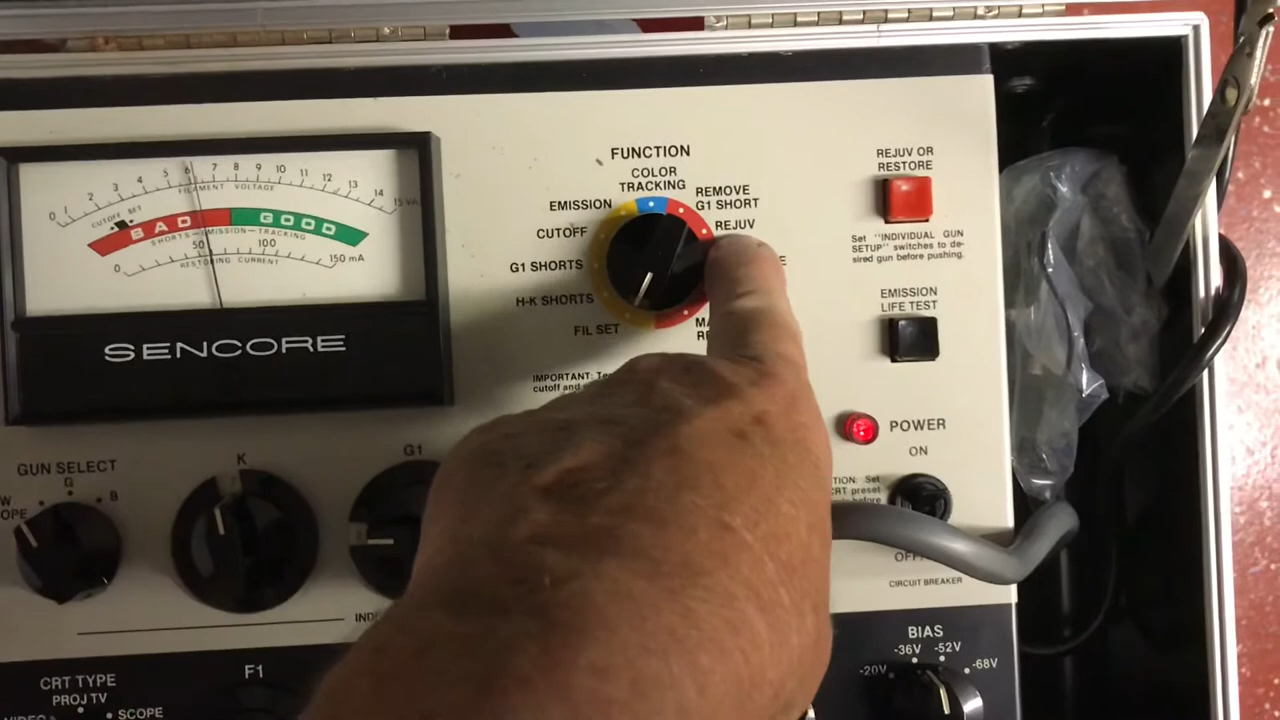 0 1 2 3 4 5 6 7 8 9 10 11 12 13 14 15 VAC
FILAMENT VOLTAGE
CUTOFF SET
BAD GOOD
SHORTS-EMISSION-TRACKING
0 50 100 150 mA
RESTORING CURRENT
SENCORE
FUNCTION
COLOR
TRACKING
REMOVE
G1 SHORT
EMISSION
REJUV
CUTOFF
G1 SHORTS
H-K SHORTS
FIL SET
REJUV OR
RESTORE
Set "INDIVIDUAL GUN
SETUP" switches to de-
sired gun before pushing.
EMISSION
LIFE TEST
POWER
ON
CIRCUIT BREAKER
IMPORTANT:
cutoff and
GUN SELECT
G
B
K
G1
CRT TYPE
PROJ TV
SCOPE
F1
BIAS
-20V -36V -52V -68V